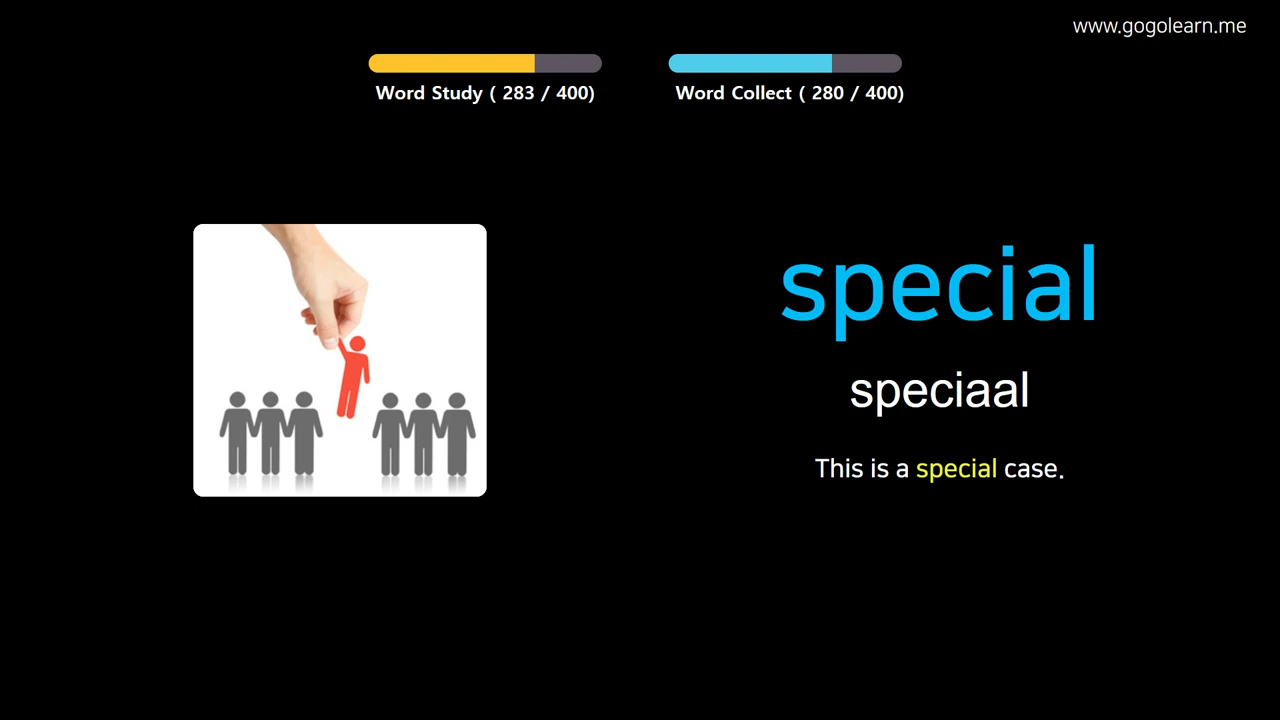 www.gogolearn.me
Word Study ( 283 / 400)
Word Collect ( 280 / 400)
special
speciaal
This is a special case.